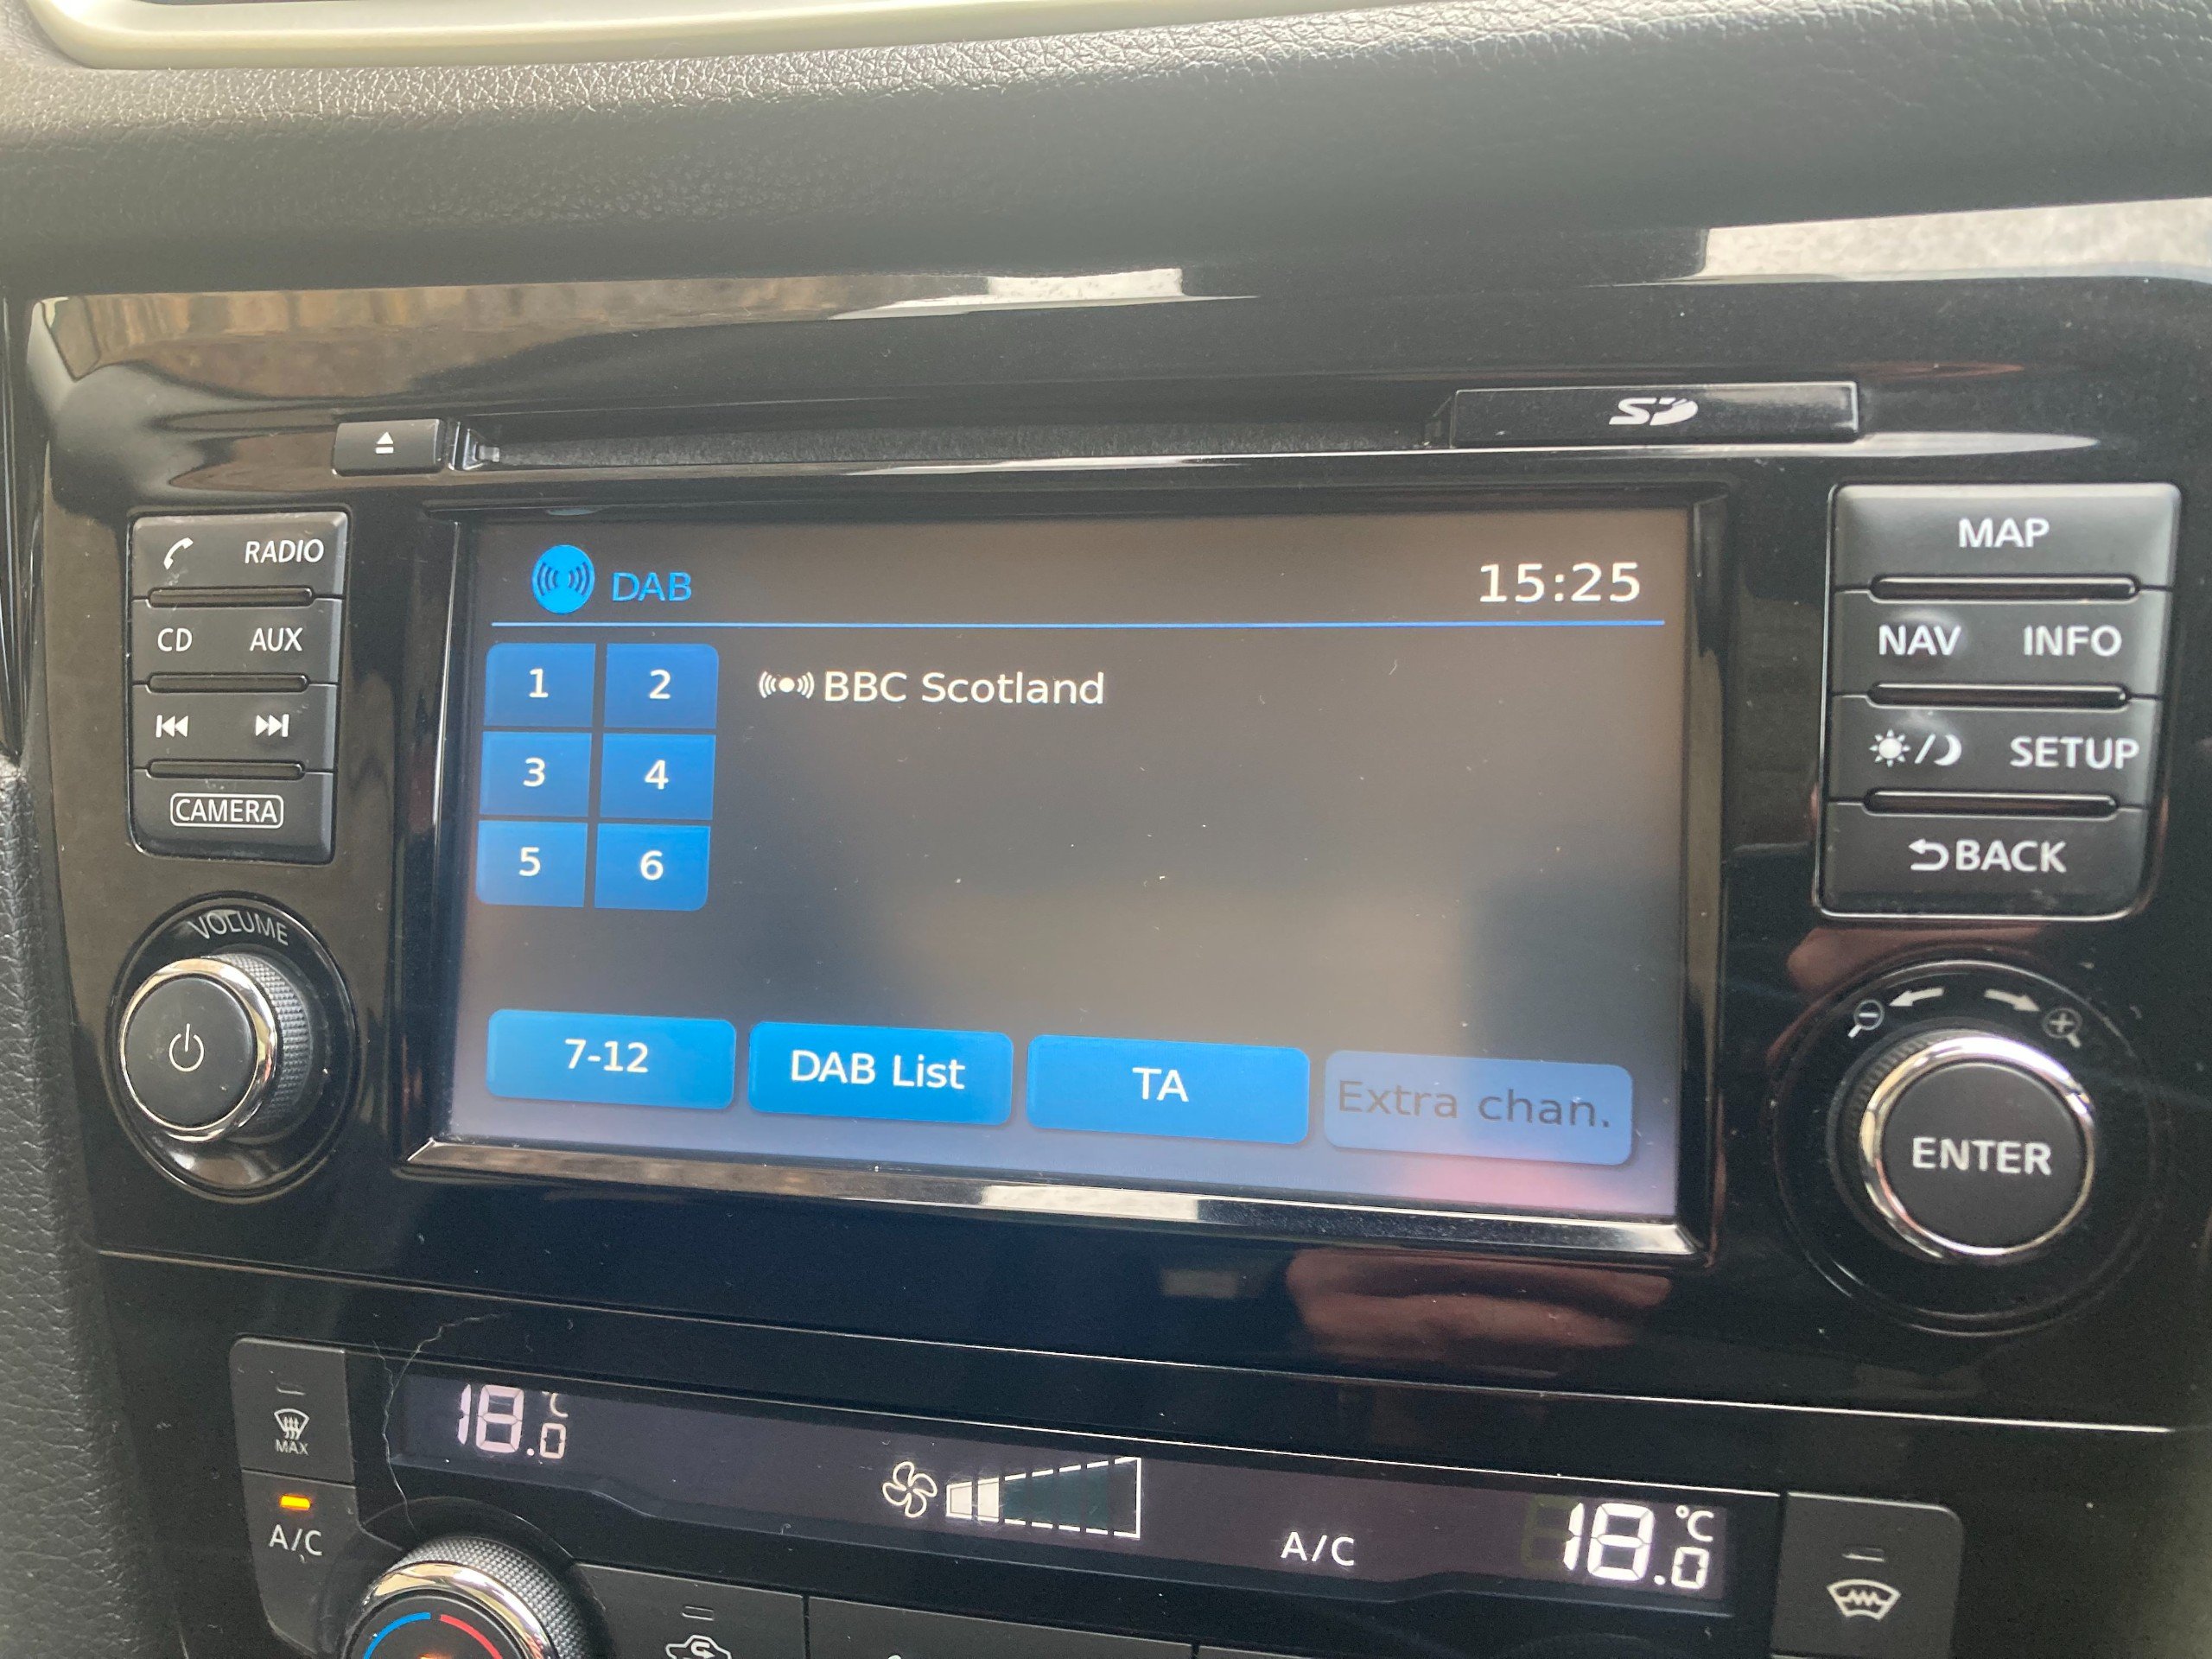 SD
RADIO
CD AUX
CAMERA
VOLUME
DAB 15:25
1 2
BBC Scotland
3 4
5 6
7-12 DAB List TA Extra chan.
MAP
NAV INFO
/ SETUP
BACK
ENTER
MAX
A/C
18.0 °C
A/C
18.0 °C